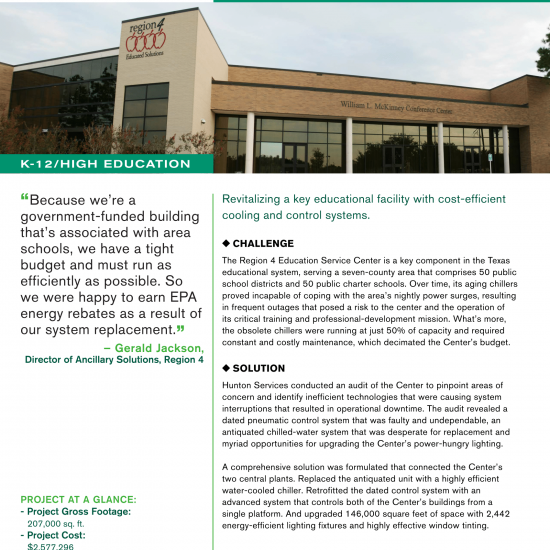 region 4
Educated Solutions
William L. McKinney Conference Center
K-12/HIGH EDUCATION
“Because we’re a
government-funded building
that’s associated with area
schools, we have a tight
budget and must run as
efficiently as possible. So
we were happy to earn EPA
energy rebates as a result of
our system replacement.”
– Gerald Jackson,
Director of Ancillary Solutions, Region 4
PROJECT AT A GLANCE:
- Project Gross Footage:
207,000 sq. ft.
- Project Cost:
$2,577,296
Revitalizing a key educational facility with cost-efficient
cooling and control systems.
◆ CHALLENGE
The Region 4 Education Service Center is a key component in the Texas
educational system, serving a seven-county area that comprises 50 public
school districts and 50 public charter schools. Over time, its aging chillers
proved incapable of coping with the area’s nightly power surges, resulting
in frequent outages that posed a risk to the center and the operation of
its critical training and professional-development mission. What’s more,
the obsolete chillers were running at just 50% of capacity and required
constant and costly maintenance, which decimated the Center’s budget.
◆ SOLUTION
Hunton Services conducted an audit of the Center to pinpoint areas of
concern and identify inefficient technologies that were causing system
interruptions that resulted in operational downtime. The audit revealed a
dated pneumatic control system that was faulty and undependable, an
antiquated chilled-water system that was desperate for replacement and
myriad opportunities for upgrading the Center’s power-hungry lighting.
A comprehensive solution was formulated that connected the Center’s
two central plants. Replaced the antiquated unit with a highly efficient
water-cooled chiller. Retrofitted the dated control system with an
advanced system that controls both of the Center’s buildings from a
single platform. And upgraded 146,000 square feet of space with 2,442
energy-efficient lighting fixtures and highly effective window tinting.